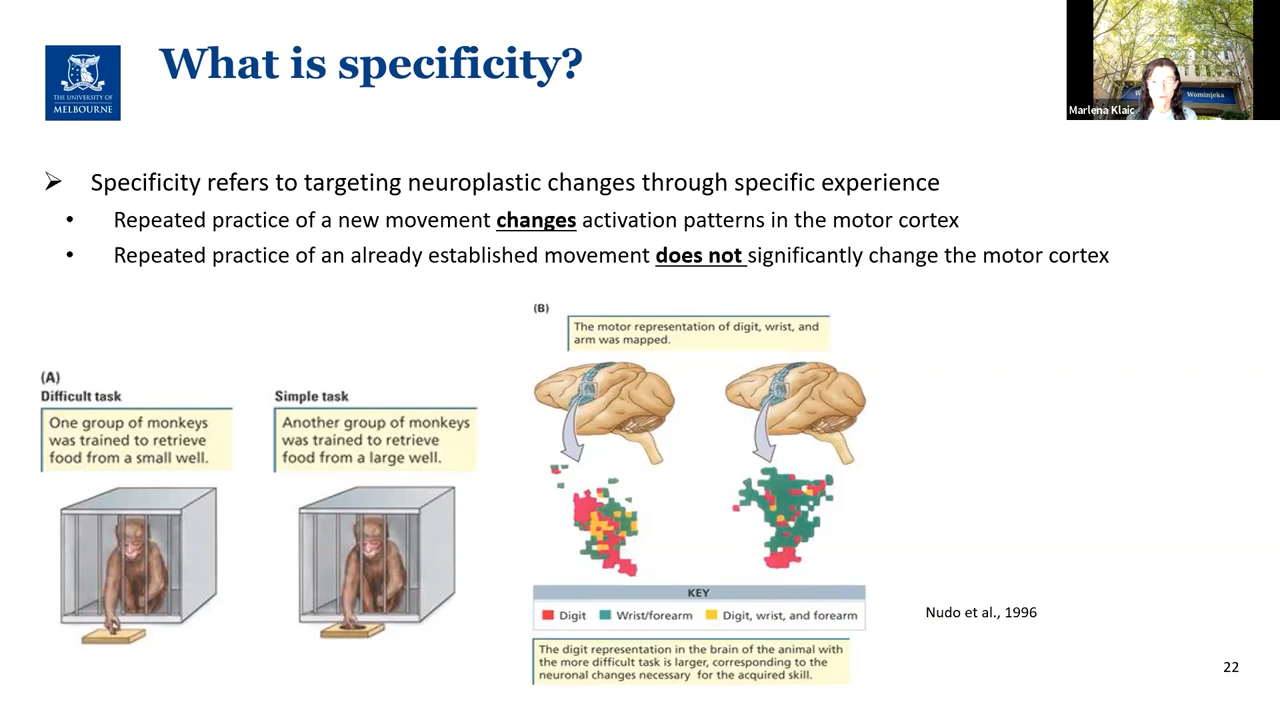 What is specificity?
THE UNIVERSITY OF
MELBOURNE
Wominjeka
Marlena Klaic
➢ Specificity refers to targeting neuroplastic changes through specific experience
• Repeated practice of a new movement changes activation patterns in the motor cortex
• Repeated practice of an already established movement does not significantly change the motor cortex
(A)
Difficult task
One group of monkeys
was trained to retrieve
food from a small well.
Simple task
Another group of monkeys
was trained to retrieve
food from a large well.
(B)
The motor representation of digit, wrist, and
arm was mapped.
KEY
Digit Wrist/forearm Digit, wrist, and forearm
The digit representation in the brain of the animal with
the more difficult task is larger, corresponding to the
neuronal changes necessary for the acquired skill.
Nudo et al., 1996
22